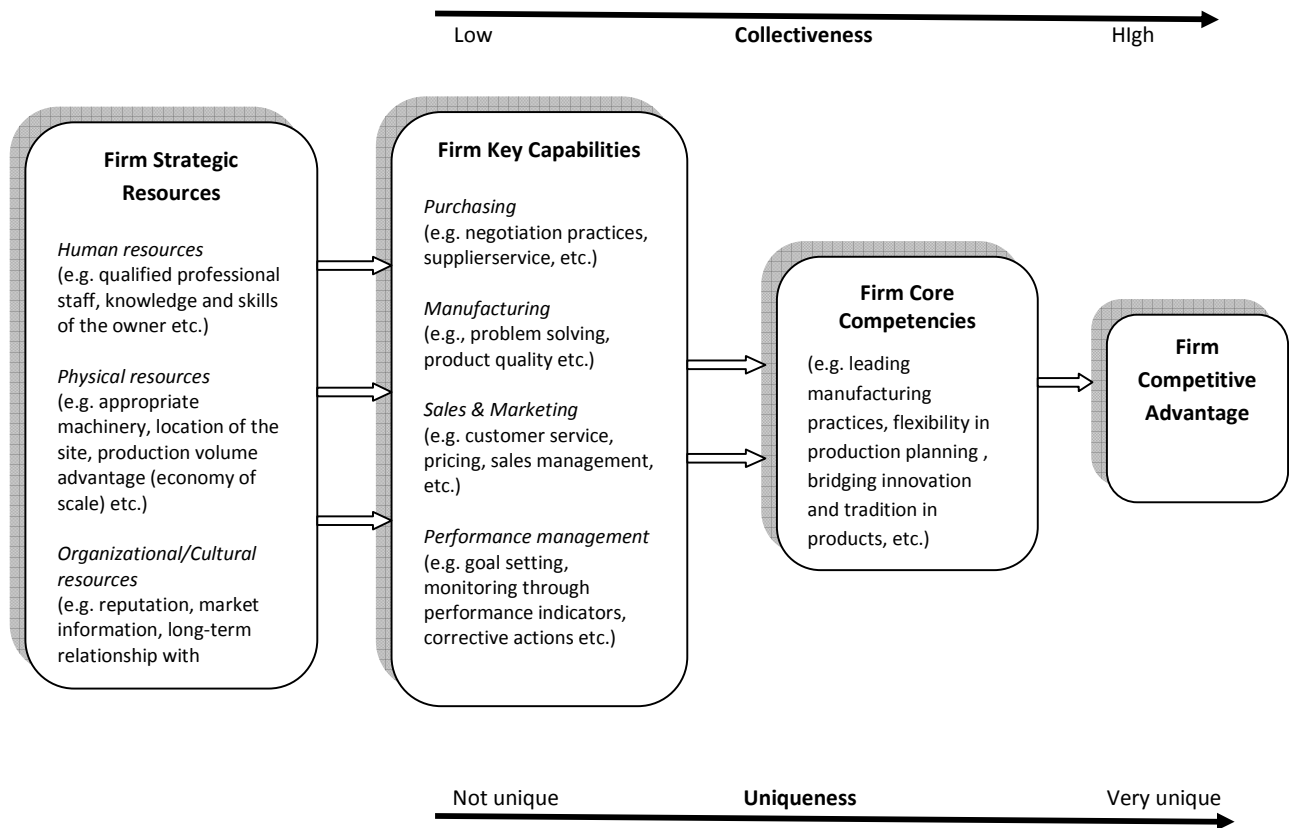 Low Collectiveness HIgh
Firm Strategic
Resources
Human resources
(e.g. qualified professional
staff, knowledge and skills
of the owner etc.)
Physical resources
(e.g. appropriate
machinery, location of the
site, production volume
advantage (economy of
scale) etc.)
Organizational/Cultural
resources
(e.g. reputation, market
information, long-term
relationship with
Firm Key Capabilities
Purchasing
(e.g. negotiation practices,
supplierservice, etc.)
Manufacturing
(e.g., problem solving,
product quality etc.)
Sales & Marketing
(e.g. customer service,
pricing, sales management,
etc.)
Performance management
(e.g. goal setting,
monitoring through
performance indicators,
corrective actions etc.)
Firm Core
Competencies
(e.g. leading
manufacturing
practices, flexibility in
production planning ,
bridging innovation
and tradition in
products, etc.)
Firm
Competitive
Advantage
Not unique Uniqueness Very unique